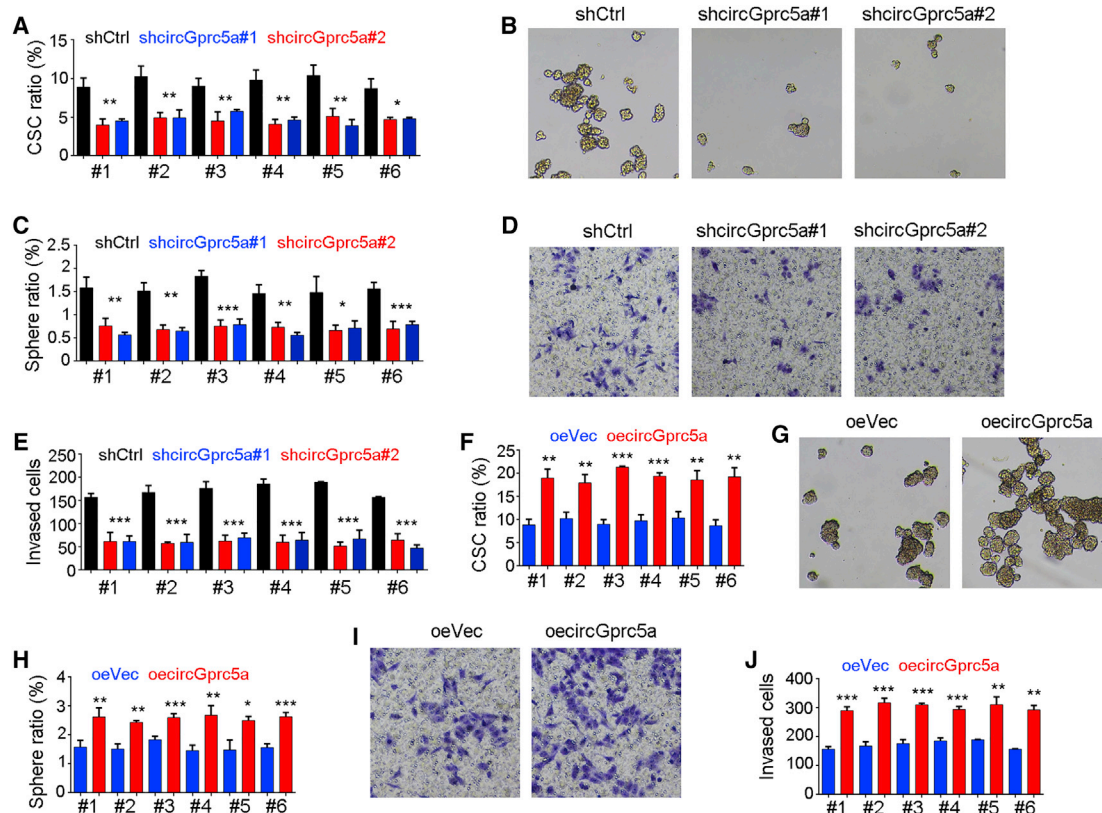 A
shCtrl shcircGprc5a#1 shcircGprc5a#2
CSC ratio (%)
15
10
5
0
** ** ** ** ** *
#1 #2 #3 #4 #5 #6
B
shCtrl shcircGprc5a#1 shcircGprc5a#2
C
shCtrl shcircGprc5a#1 shcircGprc5a#2
Sphere ratio (%)
2.5
2
1.5
1
0.5
0
** ** *** ** * ***
#1 #2 #3 #4 #5 #6
D
shCtrl shcircGprc5a#1 shcircGprc5a#2
E
shCtrl shcircGprc5a#1 shcircGprc5a#2
Invased cells
250
200
150
100
50
0
*** *** *** *** *** ***
#1 #2 #3 #4 #5 #6
F
oeVec oecircGprc5a
CSC ratio (%)
25
20
15
10
5
0
** ** *** *** ** **
#1 #2 #3 #4 #5 #6
G
oeVec oecircGprc5a
H
oeVec oecircGprc5a
Sphere ratio (%)
4
3
2
1
0
** ** *** ** * ***
#1 #2 #3 #4 #5 #6
I
oeVec oecircGprc5a
J
oeVec oecircGprc5a
Invased cells
400
300
200
100
0
*** *** *** *** ** **
#1 #2 #3 #4 #5 #6